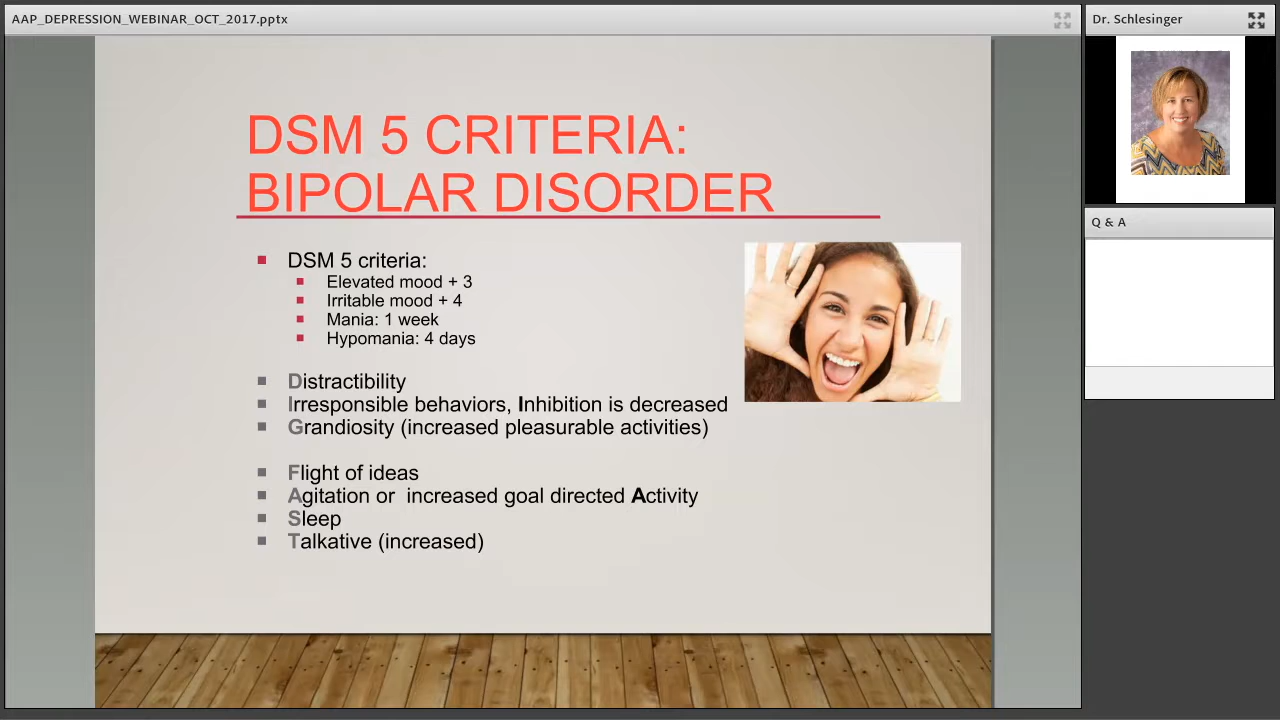 AAP_DEPRESSION_WEBINAR_OCT_2017.pptx
Dr. Schlesinger
Q & A
DSM 5 CRITERIA:
BIPOLAR DISORDER
DSM 5 criteria:
Elevated mood + 3
Irritable mood + 4
Mania: 1 week
Hypomania: 4 days
Distractibility
Irresponsible behaviors, Inhibition is decreased
Grandiosity (increased pleasurable activities)
Flight of ideas
Agitation or  increased goal directed Activity
Sleep
Talkative (increased)